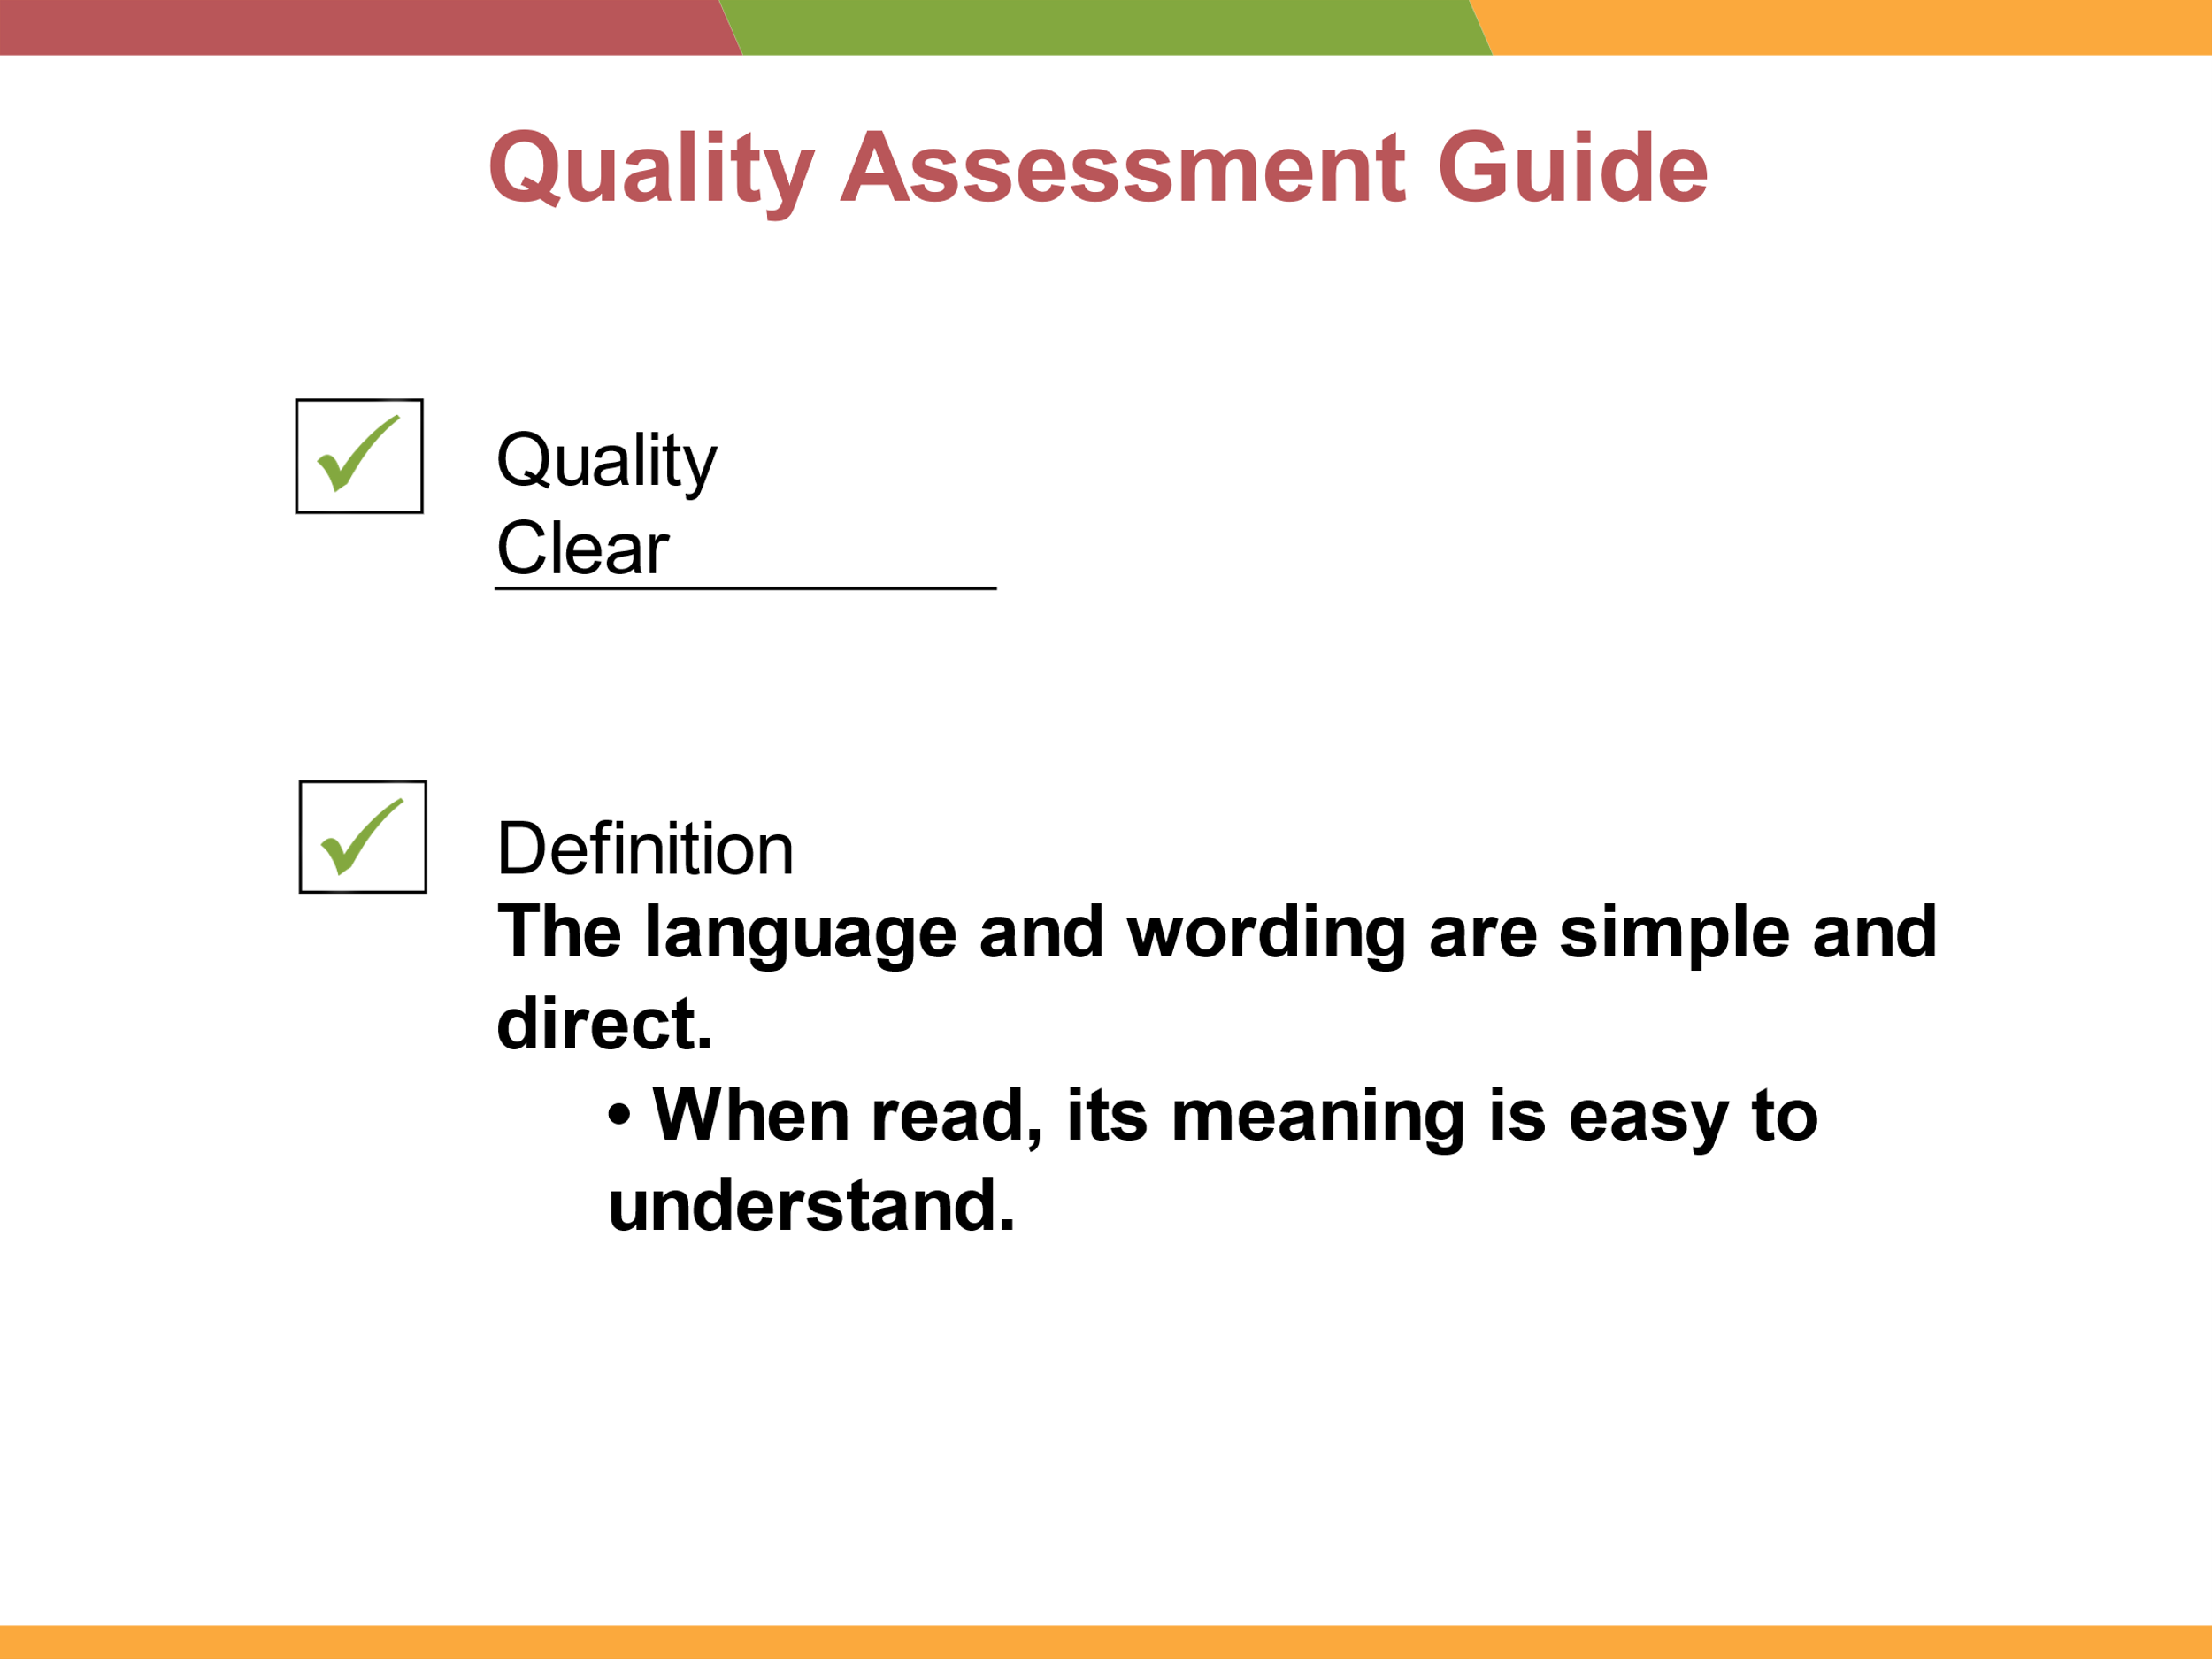 Quality Assessment Guide
Quality
Clear
Definition
The language and wording are simple and
direct.
• When read, its meaning is easy to
understand.